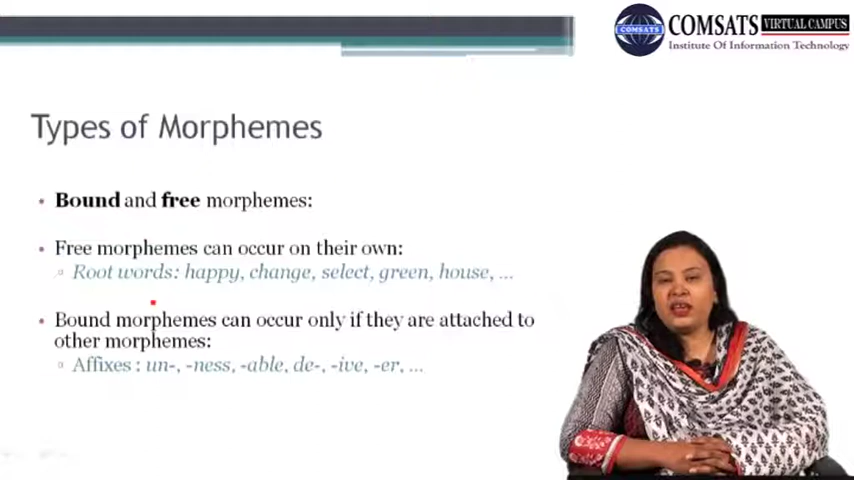 COMSATS VIRTUAL CAMPUS
Institute Of Information Technology
COMSATS
Types of Morphemes
• Bound and free morphemes:
• Free morphemes can occur on their own:
▫ Root words: happy, change, select, green, house, ...
• Bound morphemes can occur only if they are attached to
other morphemes:
▫ Affixes : un-, -ness, -able, de-, -ive, -er, ...